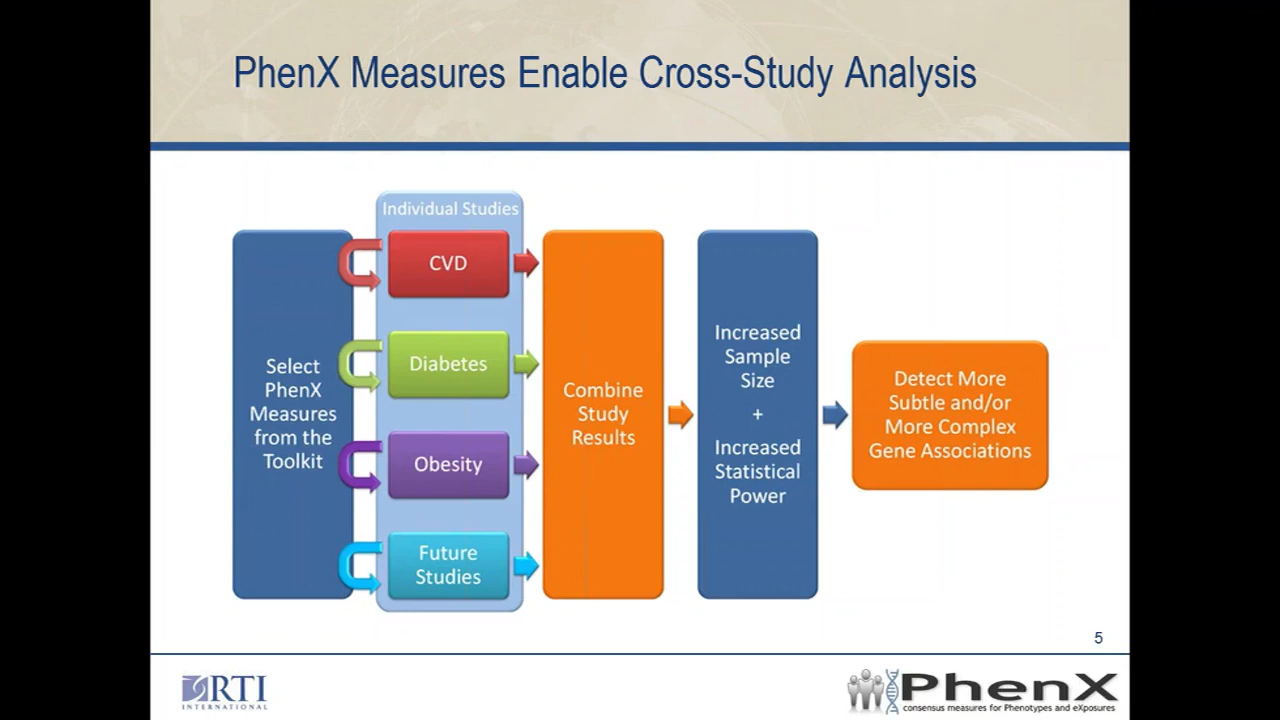 PhenX Measures Enable Cross-Study Analysis
Individual Studies
Select
PhenX
Measures
from the
Toolkit
CVD
Diabetes
Obesity
Future
Studies
Combine
Study
Results
Increased
Sample
Size
+
Increased
Statistical
Power
Detect More
Subtle and/or
More Complex
Gene Associations
5
RTI
INTERNATIONAL
PhenX
consensus measures for Phenotypes and eXposures